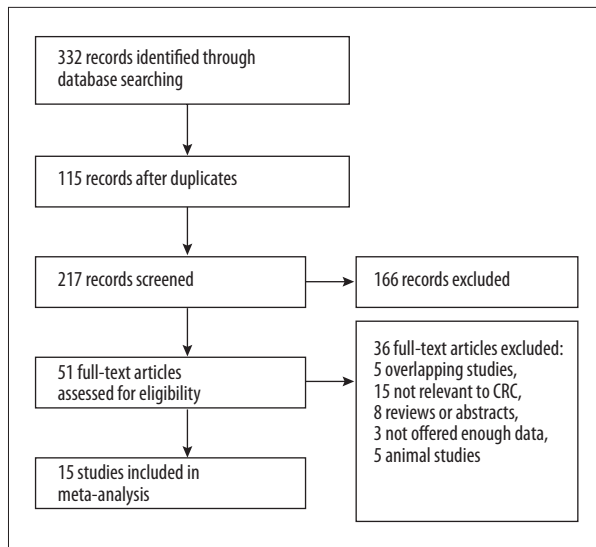 332 records identified through
database searching
115 records after duplicates
217 records screened
166 records excluded
51 full-text articles
assessed for eligibility
36 full-text articles excluded:
5 overlapping studies,
15 not relevant to CRC,
8 reviews or abstracts,
3 not offered enough data,
5 animal studies
15 studies included in
meta-analysis